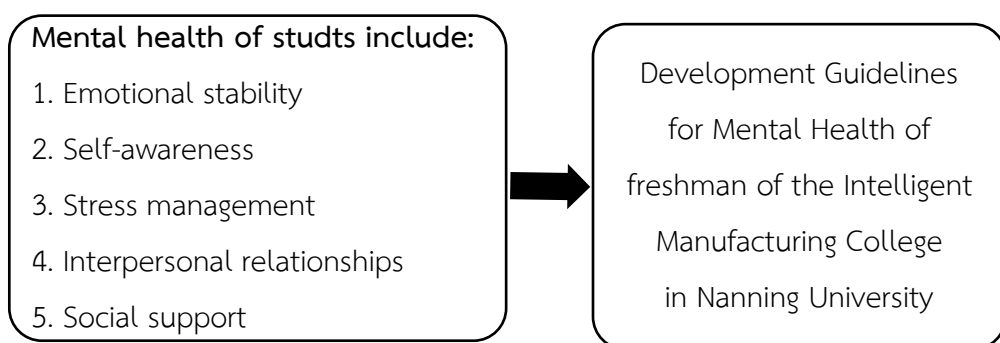 Mental health of studts include:
1. Emotional stability
2. Self-awareness
3. Stress management
4. Interpersonal relationships
5. Social support
Development Guidelines
for Mental Health of
freshman of the Intelligent
Manufacturing College
in Nanning University